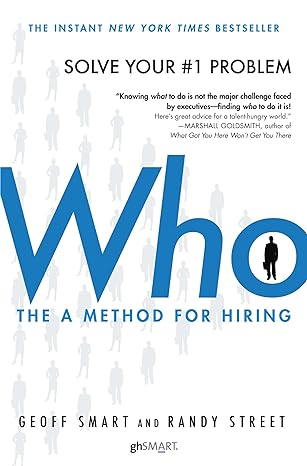 THE INSTANT NEW YORK TIMES BESTSELLER
SOLVE YOUR #1 PROBLEM
"Knowing what to do is not the major challenge faced
by executives—finding who to do it is!
Here's great advice for a talent-hungry world."
—MARSHALL GOLDSMITH, author of
What Got You Here Won't Get You There
Who
THE A METHOD FOR HIRING
GEOFF SMART AND RANDY STREET
ghSMART.